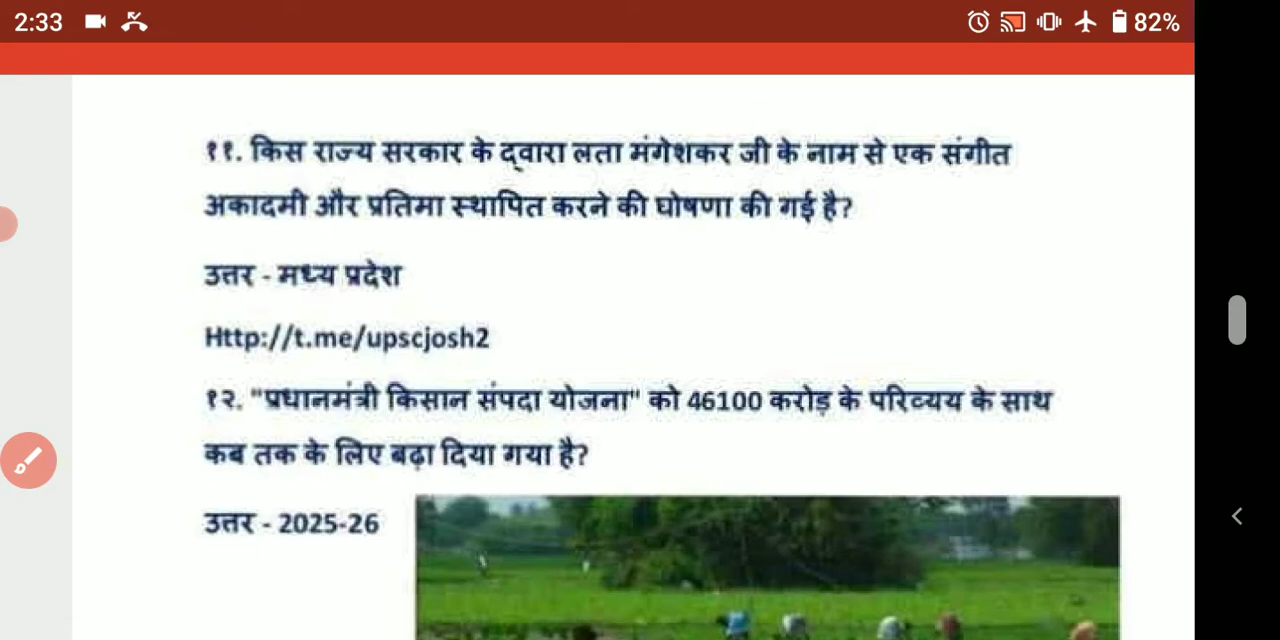 2:33
82%
११. किस राज्य सरकार के द्वारा लता मंगेशकर जी के नाम से एक संगीत
अकादमी और प्रतिमा स्थापित करने की घोषणा की गई है?
उत्तर - मध्य प्रदेश
Http://t.me/upscjosh2
१२. "प्रधानमंत्री किसान संपदा योजना" को 46100 करोड़ के परिव्यय के साथ
कब तक के लिए बढ़ा दिया गया है?
उत्तर - 2025-26